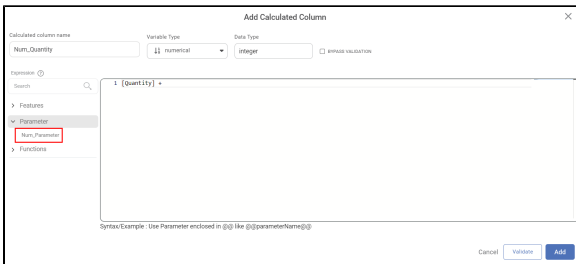 Add Calculated Column
Calculated column name
Variable Type
Data Type
Num_Quantity
numerical
integer
BYPASS VALIDATION
Expression
Search
Features
Parameter
Num_Parameter
Functions
1 [Quantity] +
Syntax/Example : Use Parameter enclosed in @@ like @@parameterName@@
Cancel
Validate
Add